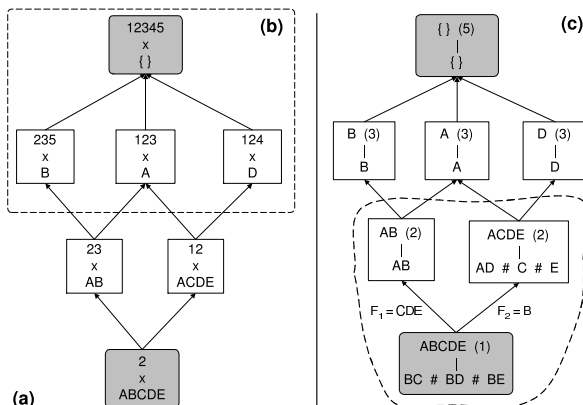 12345
x
{ }
(b)
235
x
B
123
x
A
124
x
D
23
x
AB
12
x
ACDE
2
x
ABCDE
(a)
{ } (5)
{ }
(c)
B (3)
B
A (3)
A
D (3)
D
AB (2)
AB
ACDE (2)
AD # C # E
F1 = CDE
F2 = B
ABCDE (1)
BC # BD # BE